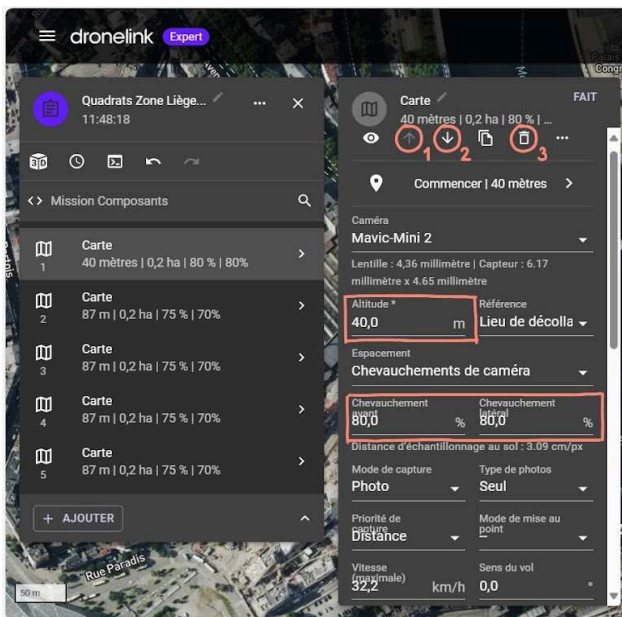 dronelink Expert
Congr
Quadrats Zone Liège...
11:48:18
Mission Composants
Carte
1
40 mètres | 0,2 ha | 80 % | 80%
Carte
2
87 m | 0,2 ha | 75 % | 70%
Carte
3
87 m | 0,2 ha | 75 % | 70%
Carte
4
87 m | 0,2 ha | 75 % | 70%
Carte
5
87 m | 0,2 ha | 75 % | 70%
+ AJOUTER
Rue Paradis
50 m
Carte
FAIT
40 mètres | 0,2 ha | 80 % | ...
1 2 3
Commencer | 40 mètres
Caméra
Mavic-Mini 2
Lentille : 4,36 millimètre | Capteur : 6.17
millimètre x 4.65 millimètre
Altitude * Référence
40,0 m Lieu de décolla
Espacement
Chevauchements de caméra
Chevauchement avant Chevauchement latéral
80,0 % 80,0 %
Distance d'échantillonnage au sol : 3.09 cm/px
Mode de capture Type de photos
Photo Seul
Priorité de capture Mode de mise au point
Distance –
Vitesse (maximale) Sens du vol
32,2 km/h 0,0 °